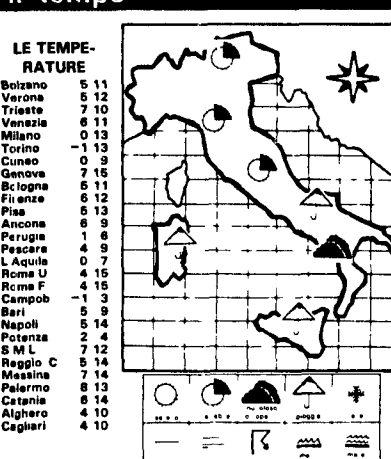 Il tempo
LE TEMPE-
RATURE
Bolzano 5 11
Verona 5 12
Trieste 7 10
Venezia 6 11
Milano 0 13
Torino -1 13
Cuneo 0 9
Genova 7 15
Bologna 5 11
Firenze 6 12
Pisa 5 13
Ancona 6 9
Perugia 1 6
Pescara 4 9
L Aquila 0 7
Roma U 4 15
Roma F 4 15
Campob -1 3
Bari 5 9
Napoli 5 14
Potenza 2 4
S M L 7 12
Reggio C 5 14
Messina 7 14
Palermo 8 13
Catania 6 14
Alghero 4 10
Cagliari 4 10
nuvoloso
pioggia